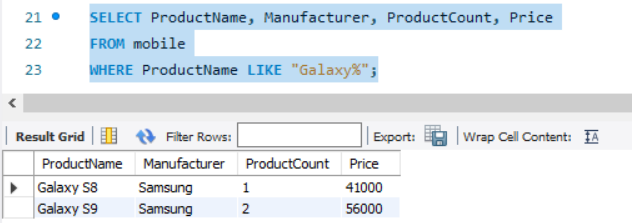 21 SELECT ProductName, Manufacturer, ProductCount, Price
22 FROM mobile
23 WHERE ProductName LIKE "Galaxy%";
Result Grid Filter Rows: Export: Wrap Cell Content: IA
ProductName Manufacturer ProductCount Price
Galaxy S8 Samsung 1 41000
Galaxy S9 Samsung 2 56000